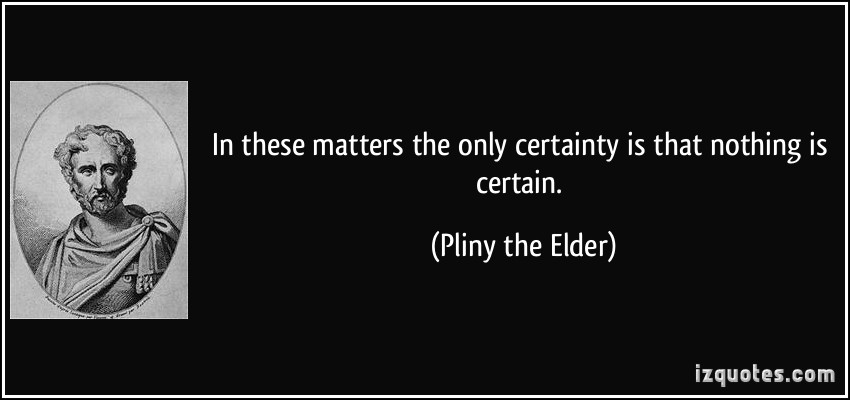 In these matters the only certainty is that nothing is
certain.
(Pliny the Elder)
izquotes.com